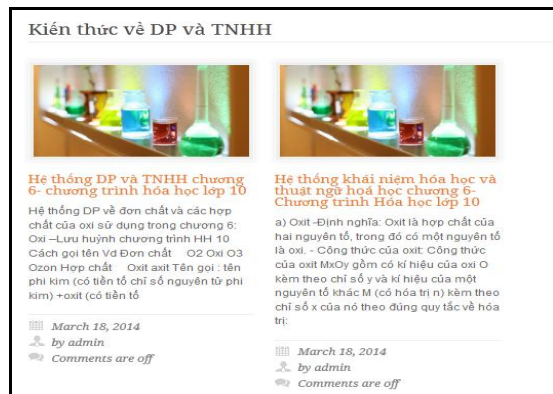 Kiến thức về DP và TNHH
Hệ thống DP và TNHH chương
6- chương trình hóa học lớp 10
Hệ thống DP về đơn chất và các hợp
chất của oxi sử dụng trong chương 6:
Oxi –Lưu huỳnh chương trình HH 10
Cách gọi tên Vd Đơn chất O2 Oxi O3
Ozon Hợp chất Oxit axit Tên gọi : tên
phi kim (có tiền tố chỉ số nguyên tử phi
kim) +oxit (có tiền tố
March 18, 2014
by admin
Comments are off
Hệ thống khái niệm hóa học và
thuật ngữ hoá học chương 6-
Chương trình Hóa học lớp 10
a) Oxit -Định nghĩa: Oxit là hợp chất của
hai nguyên tố, trong đó có một nguyên tố
là oxi. - Công thức của oxit: Công thức
của oxit MxOy gồm có kí hiệu của oxi O
kèm theo chỉ số y và kí hiệu của một
nguyên tố khác M (có hóa trị n) kèm theo
chỉ số x của nó theo đúng quy tắc về hóa
trị:
March 18, 2014
by admin
Comments are off